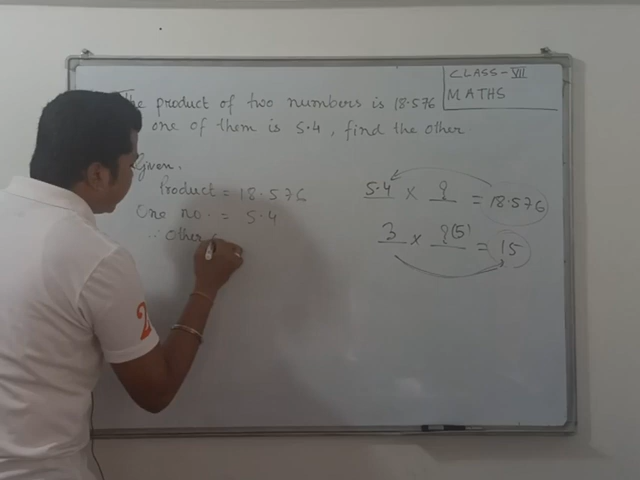 CLASS-VII
MATHS
The product of two numbers is 18.576
one of them is 5.4, find the other.
Given.
Product = 18.576
One no. = 5.4
∴ Other
5.4 × ? = 18.576
3 × ?(5) = 15
2